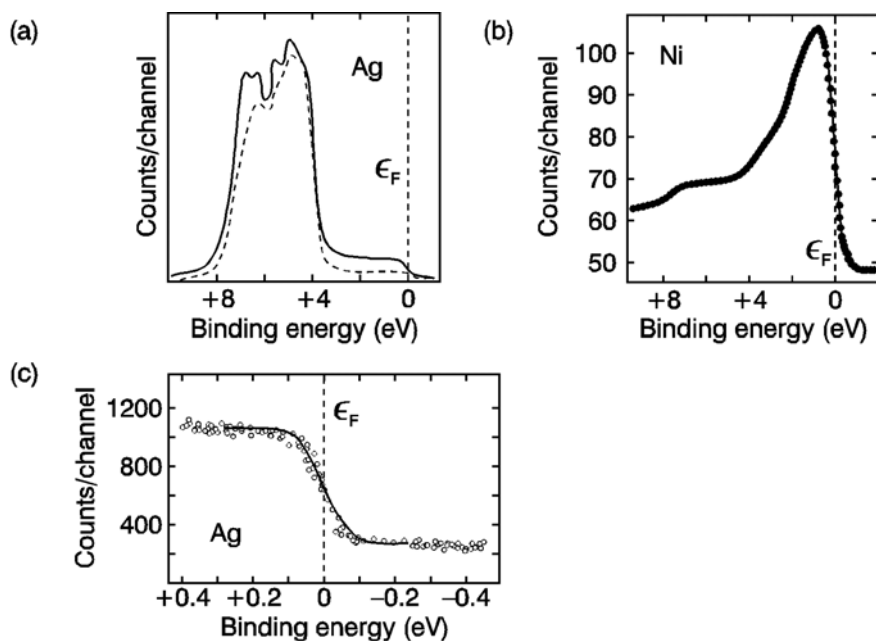 (a)
Counts/channel
Ag
ϵF
+8
+4
0
Binding energy (eV)
(b)
Counts/channel
Ni
100
90
80
70
60
50
ϵF
+8
+4
0
Binding energy (eV)
(c)
Counts/channel
1200
800
400
ϵF
Ag
+0.4
+0.2
0
−0.2
−0.4
Binding energy (eV)